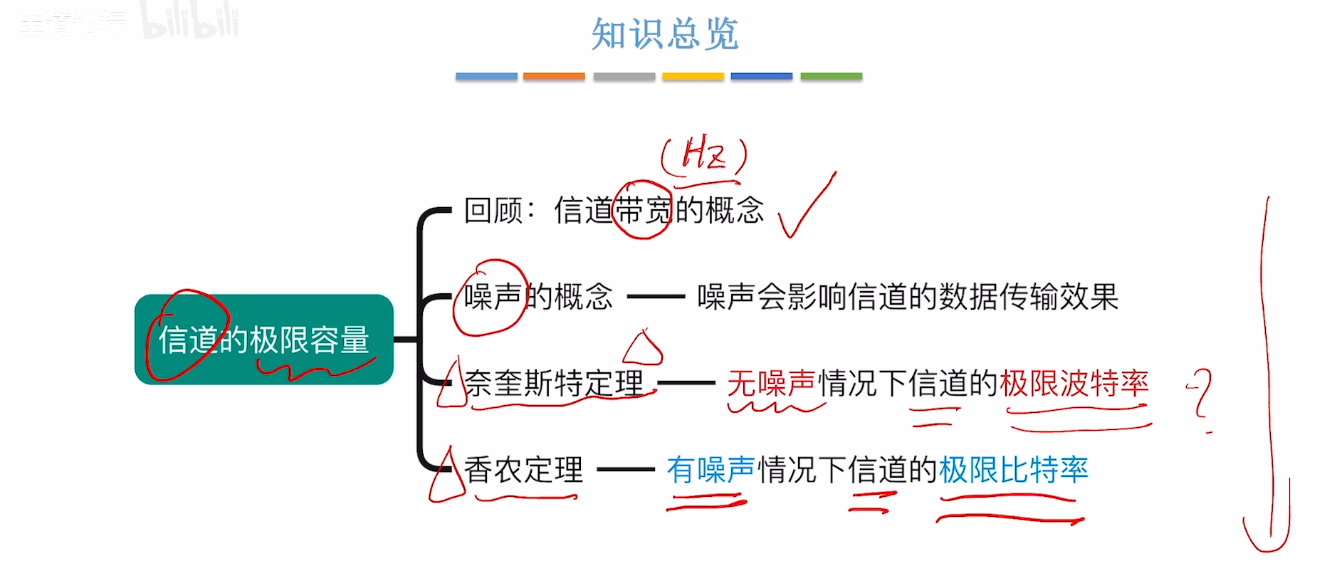 bilibili
知识总览
(Hz)
回顾：信道带宽的概念
噪声的概念 噪声会影响信道的数据传输效果
信道的极限容量
奈奎斯特定理 无噪声情况下信道的极限波特率 ?
香农定理 有噪声情况下信道的极限比特率